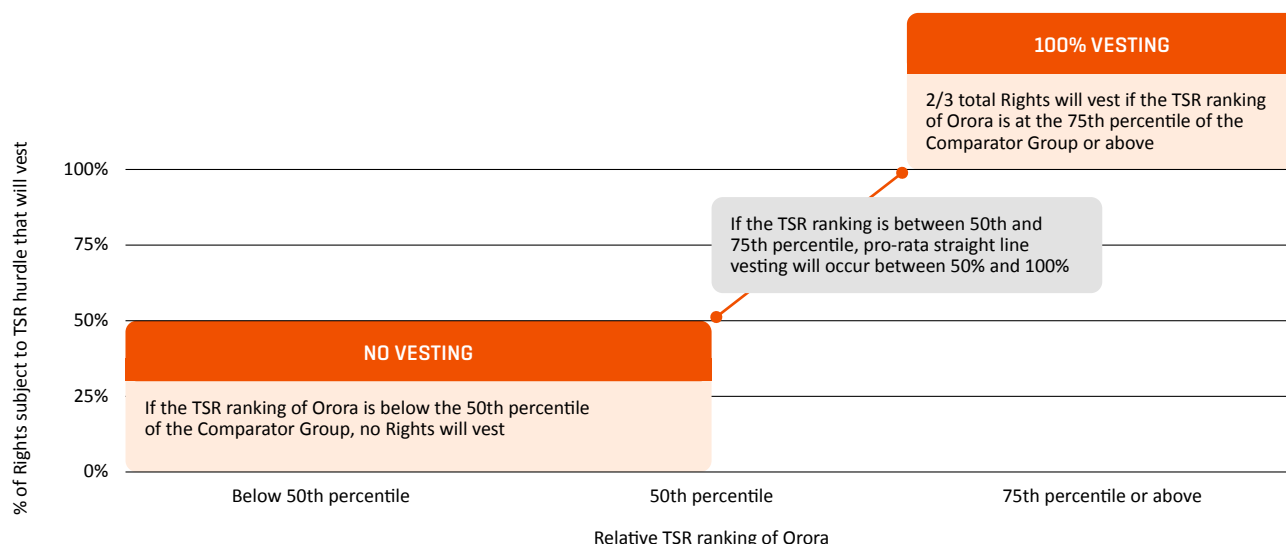 100% VESTING
2/3 total Rights will vest if the TSR ranking
of Orora is at the 75th percentile of the
Comparator Group or above
% of Rights subject to TSR hurdle that will vest
100%
75%
50%
25%
0%
If the TSR ranking is between 50th and
75th percentile, pro-rata straight line
vesting will occur between 50% and 100%
NO VESTING
If the TSR ranking of Orora is below the 50th percentile
of the Comparator Group, no Rights will vest
Below 50th percentile
50th percentile
75th percentile or above
Relative TSR ranking of Orora